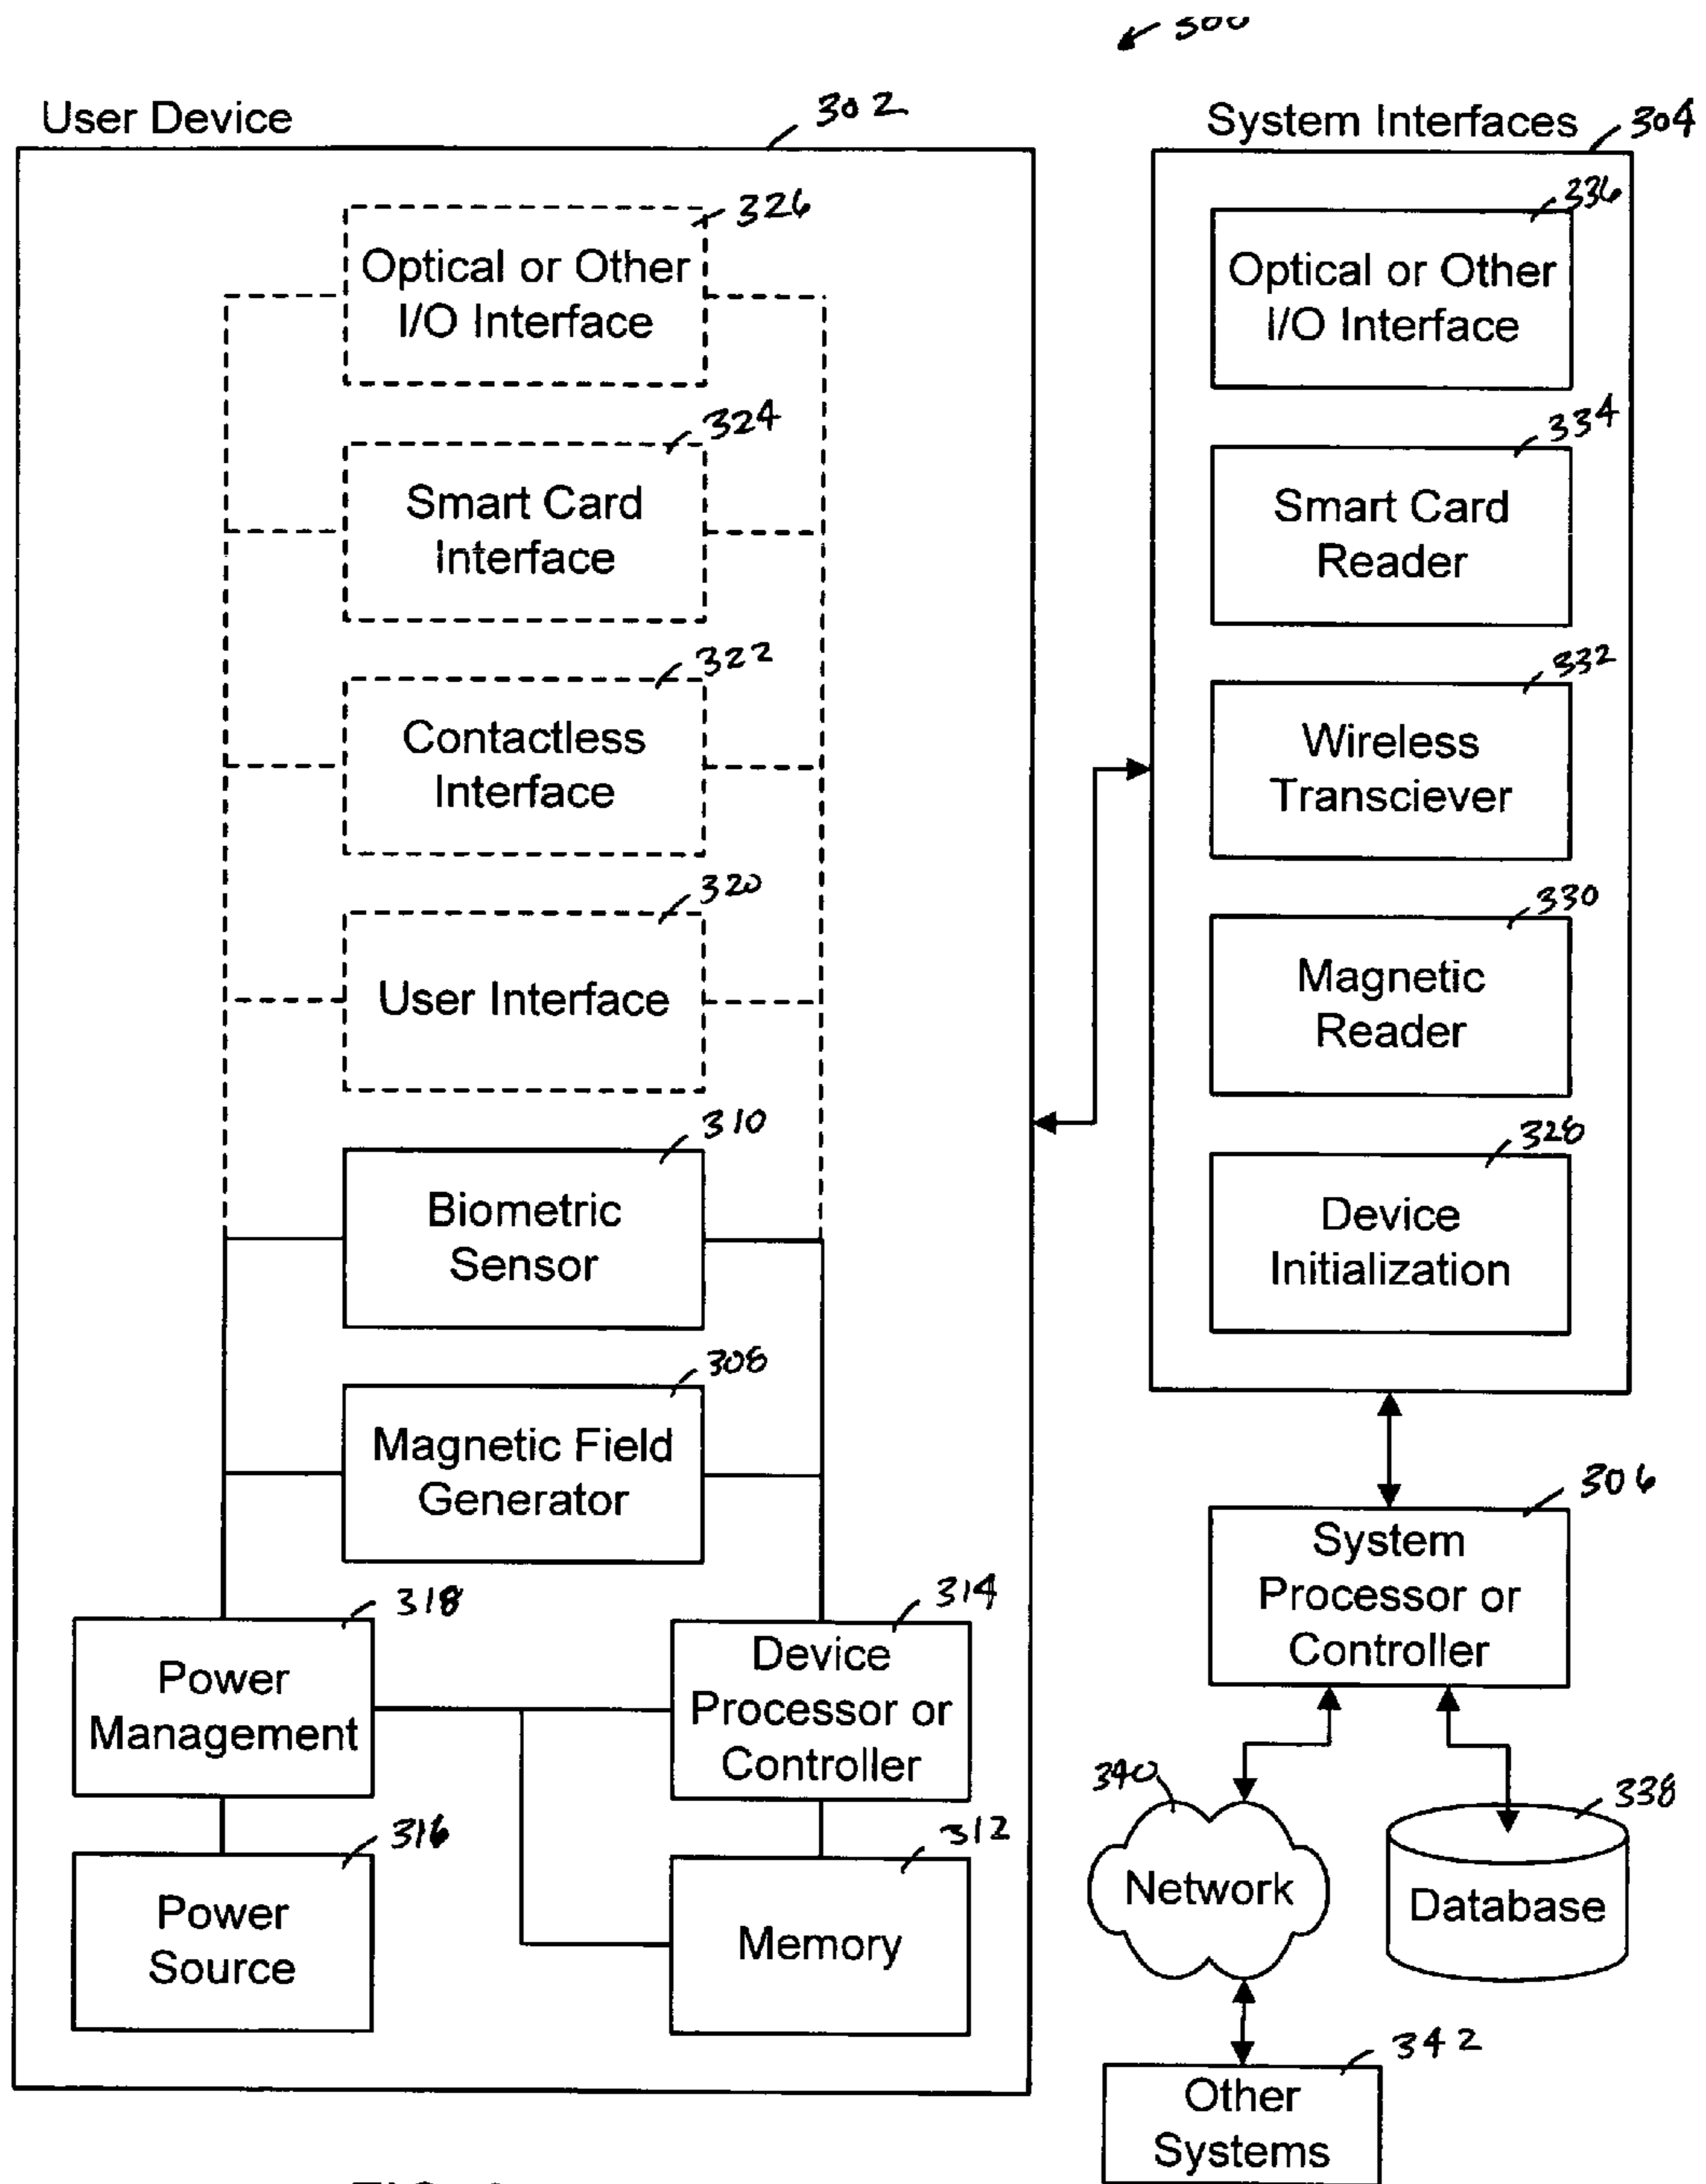 300
User Device
302
System Interfaces
304
326
Optical or Other
I/O Interface
324
Smart Card
Interface
322
Contactless
Interface
320
User Interface
310
Biometric
Sensor
308
Magnetic Field
Generator
318
Power
Management
314
Device
Processor or
Controller
316
Power
Source
312
Memory
336
Optical or Other
I/O Interface
334
Smart Card
Reader
332
Wireless
Transciever
330
Magnetic
Reader
328
Device
Initialization
306
System
Processor or
Controller
340
Network
338
Database
342
Other
Systems